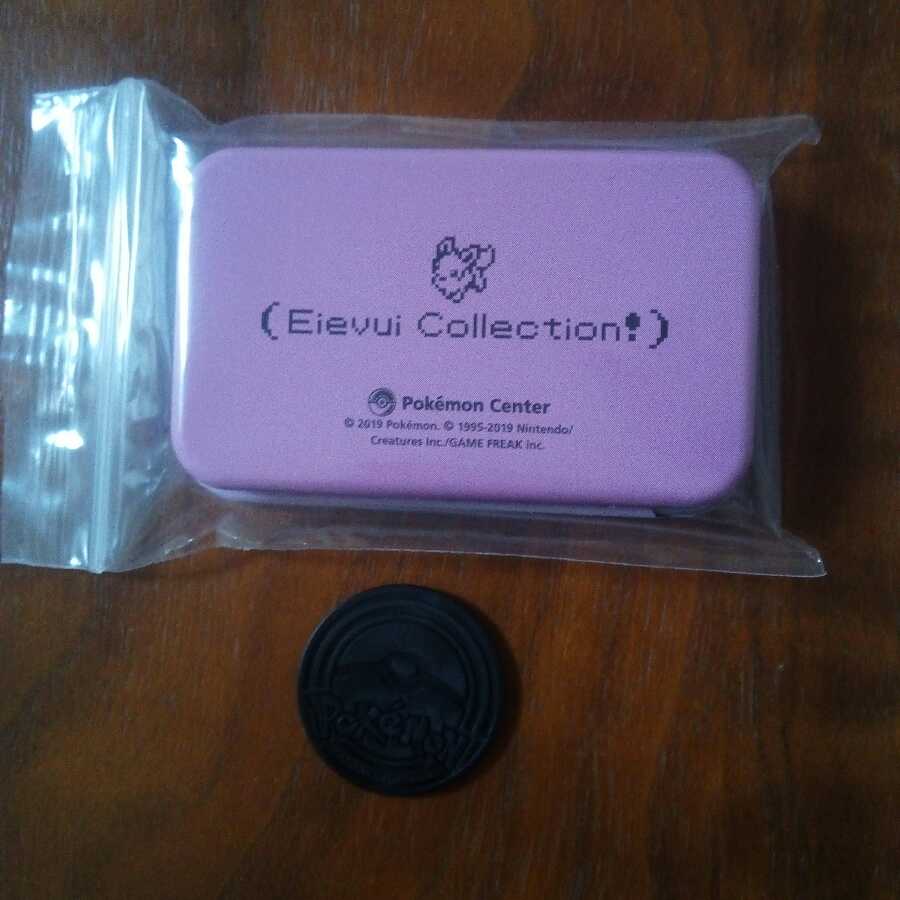 (Eievui Collection!)
Pokémon Center
© 2019 Pokémon. © 1995-2019 Nintendo/
Creatures Inc./GAME FREAK inc.
Pokémon